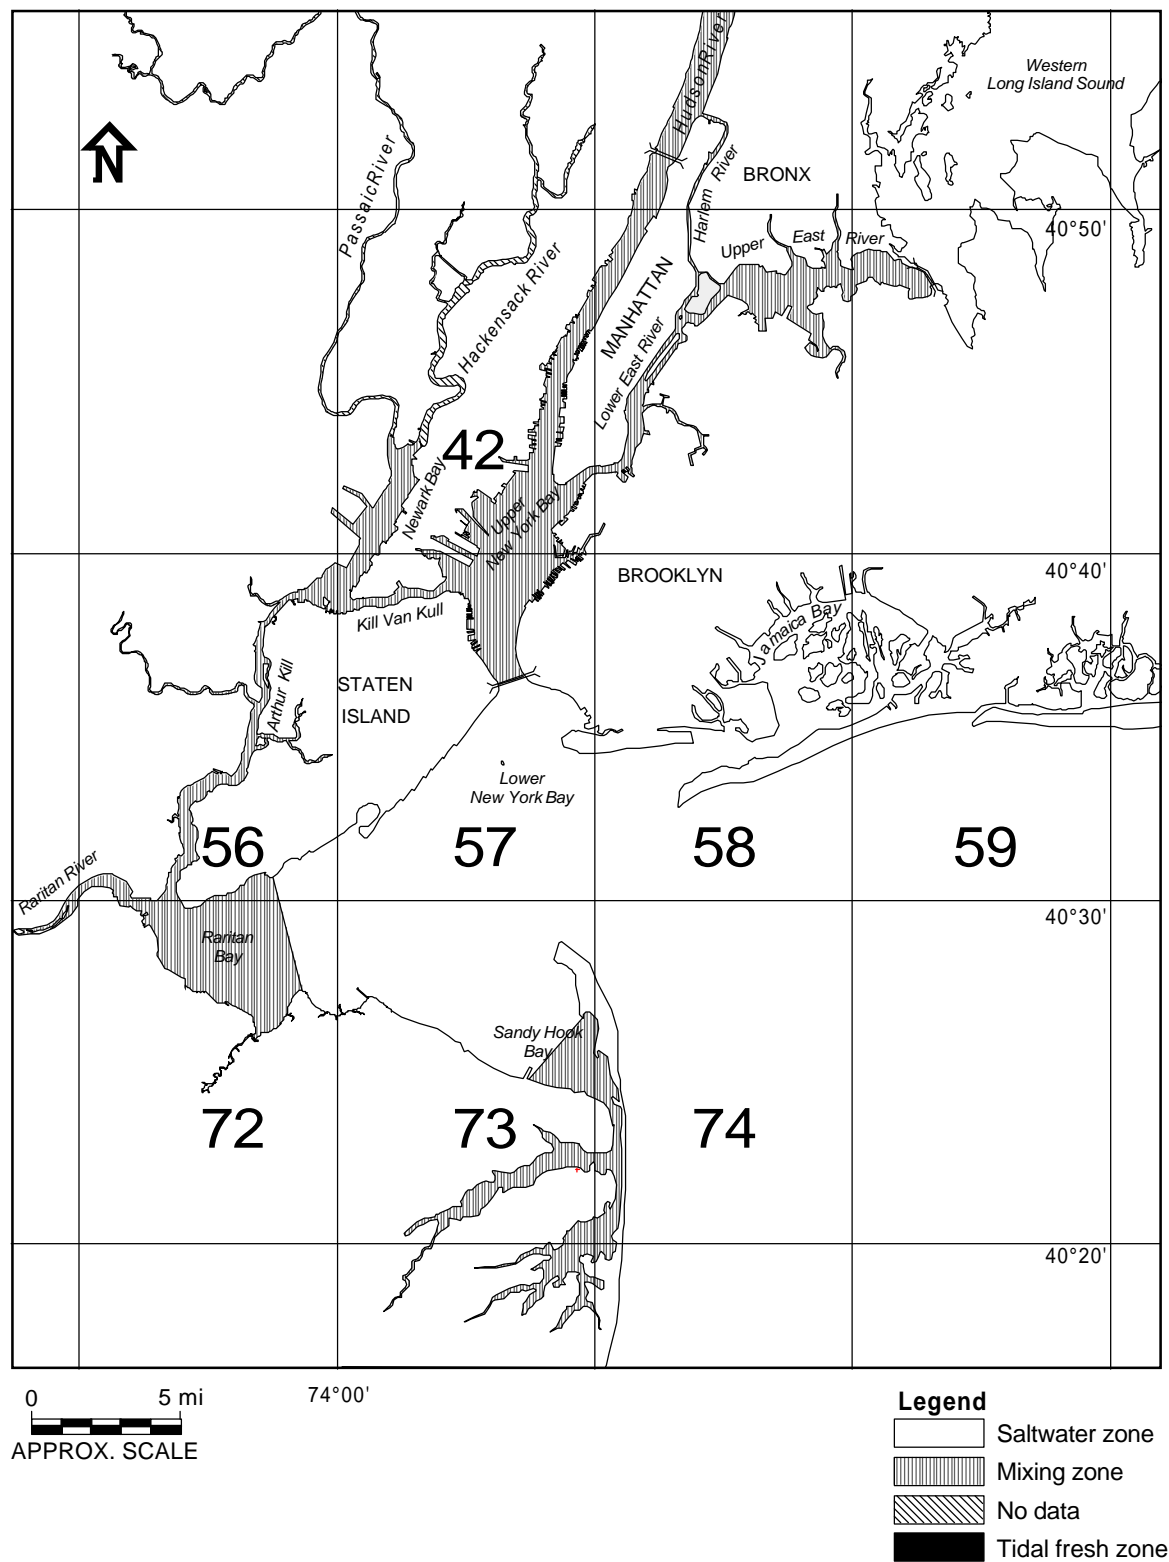 Western
Long Island Sound
Hudson River
N
Passaic River
Harlem River
BRONX
40°50'
Upper East River
Hackensack River
MANHATTAN
Lower East River
42
Newark Bay
Upper
New York Bay
BROOKLYN
40°40'
Kill Van Kull
Jamaica Bay
Arthur Kill
STATEN
ISLAND
Lower
New York Bay
56
57
58
59
Raritan River
40°30'
Raritan
Bay
Sandy Hook
Bay
72
73
74
40°20'
74°00'
0 5 mi
APPROX. SCALE
Legend
Saltwater zone
Mixing zone
No data
Tidal fresh zone